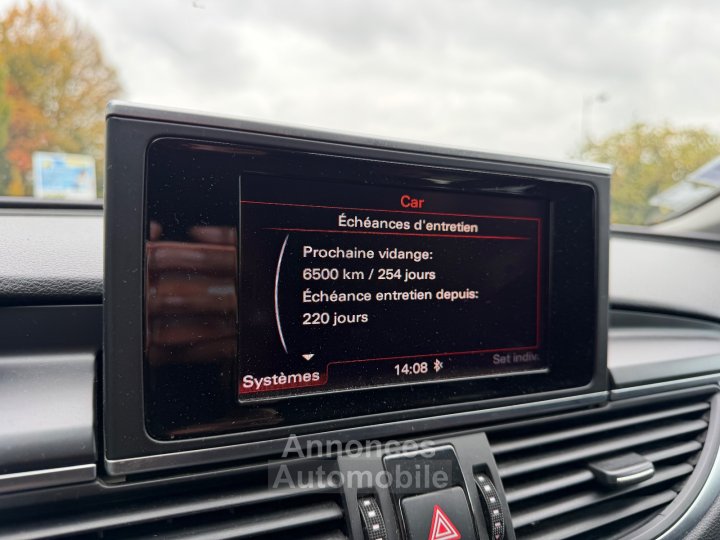 Car
Échéances d'entretien
Prochaine vidange:
6500 km / 254 jours
Échéance entretien depuis:
220 jours
Systèmes
14:08
Set indiv.
Annonces
Automobile